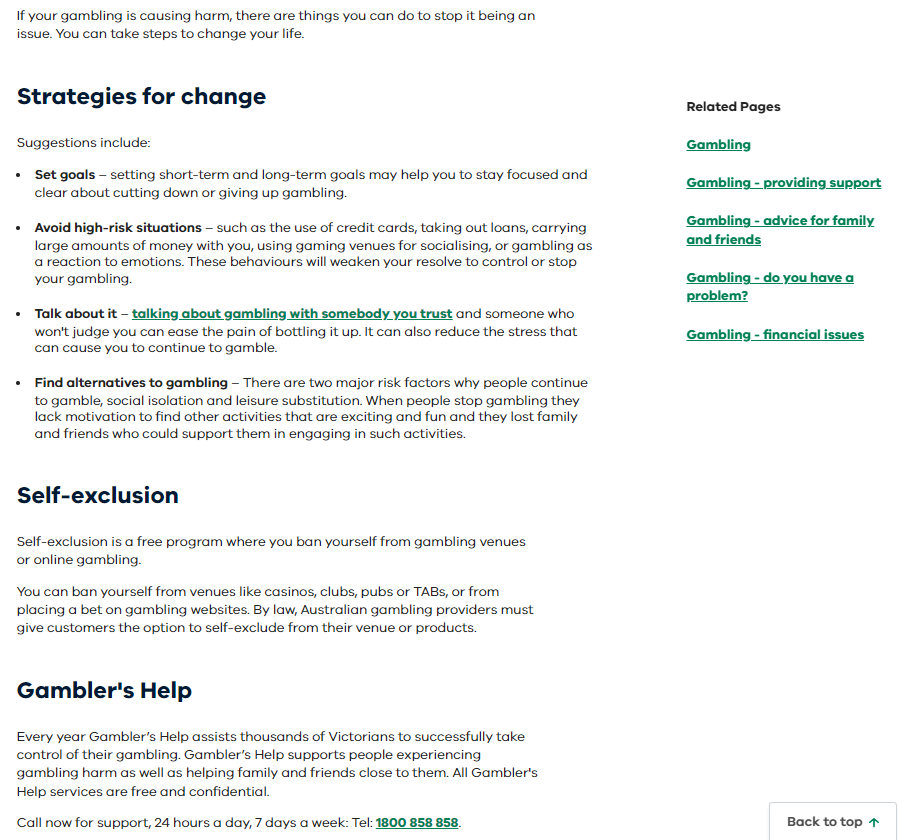 If your gambling is causing harm, there are things you can do to stop it being an
issue. You can take steps to change your life.
Strategies for change
Suggestions include:
• Set goals – setting short-term and long-term goals may help you to stay focused and
clear about cutting down or giving up gambling.
• Avoid high-risk situations – such as the use of credit cards, taking out loans, carrying
large amounts of money with you, using gaming venues for socialising, or gambling as
a reaction to emotions. These behaviours will weaken your resolve to control or stop
your gambling.
• Talk about it – talking about gambling with somebody you trust and someone who
won't judge you can ease the pain of bottling it up. It can also reduce the stress that
can cause you to continue to gamble.
• Find alternatives to gambling – There are two major risk factors why people continue
to gamble, social isolation and leisure substitution. When people stop gambling they
lack motivation to find other activities that are exciting and fun and they lost family
and friends who could support them in engaging in such activities.
Self-exclusion
Self-exclusion is a free program where you ban yourself from gambling venues
or online gambling.
You can ban yourself from venues like casinos, clubs, pubs or TABs, or from
placing a bet on gambling websites. By law, Australian gambling providers must
give customers the option to self-exclude from their venue or products.
Gambler's Help
Every year Gambler’s Help assists thousands of Victorians to successfully take
control of their gambling. Gambler’s Help supports people experiencing
gambling harm as well as helping family and friends close to them. All Gambler's
Help services are free and confidential.
Call now for support, 24 hours a day, 7 days a week: Tel: 1800 858 858.
Related Pages
Gambling
Gambling - providing support
Gambling - advice for family
and friends
Gambling - do you have a
problem?
Gambling - financial issues
Back to top ↑